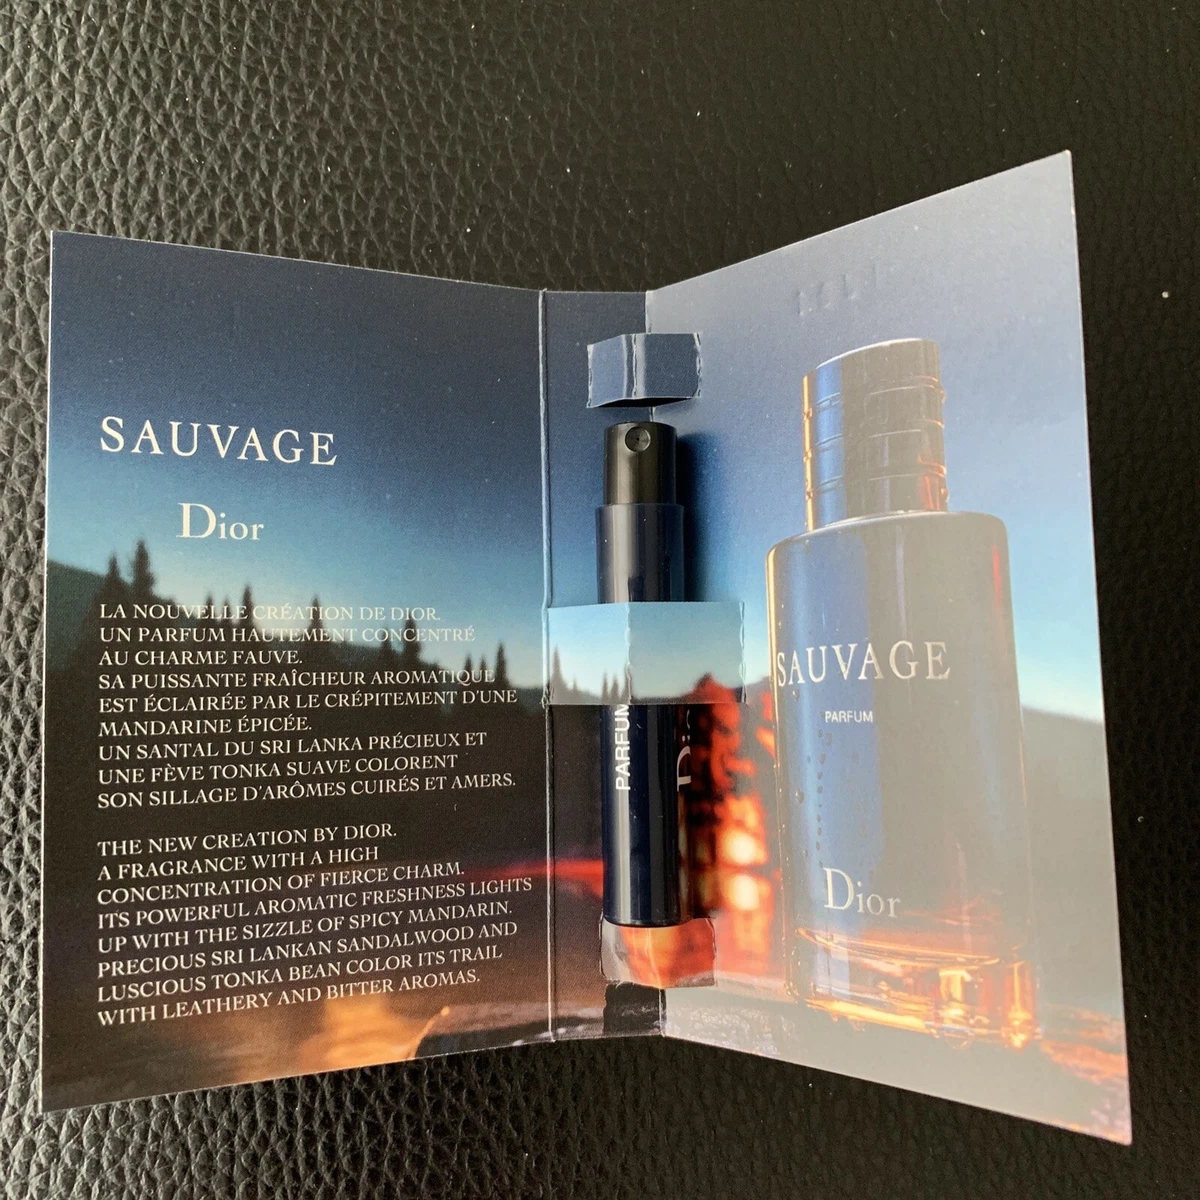 SAUVAGE
Dior
LA NOUVELLE CRÉATION DE DIOR.
UN PARFUM HAUTEMENT CONCENTRÉ
AU CHARME FAUVE.
SA PUISSANTE FRAÎCHEUR AROMATIQUE
EST ÉCLAIRÉE PAR LE CRÉPITEMENT D'UNE
MANDARINE ÉPICÉE.
UN SANTAL DU SRI LANKA PRÉCIEUX ET
UNE FÈVE TONKA SUAVE COLORENT
SON SILLAGE D'ARÔMES CUIRÉS ET AMERS.
THE NEW CREATION BY DIOR.
A FRAGRANCE WITH A HIGH
CONCENTRATION OF FIERCE CHARM.
ITS POWERFUL AROMATIC FRESHNESS LIGHTS
UP WITH THE SIZZLE OF SPICY MANDARIN.
PRECIOUS SRI LANKAN SANDALWOOD AND
LUSCIOUS TONKA BEAN COLOR ITS TRAIL
WITH LEATHERY AND BITTER AROMAS.
PARFUM
SAUVAGE
PARFUM
Dior